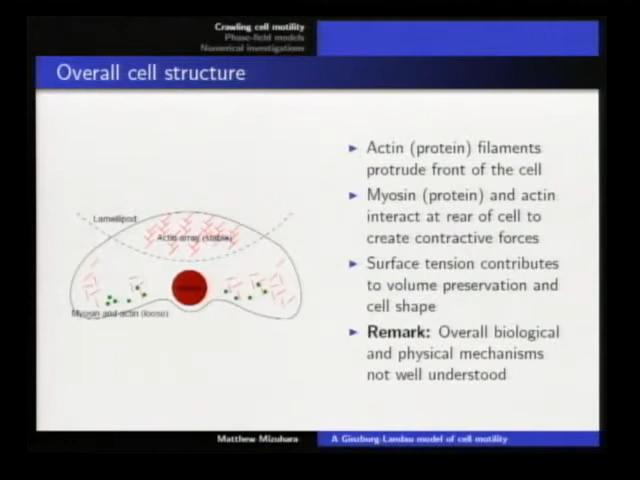 Crawling cell motility
Phase-field models
Numerical investigations
Overall cell structure
Actin (protein) filaments
protrude front of the cell
Myosin (protein) and actin
interact at rear of cell to
create contractive forces
Surface tension contributes
to volume preservation and
cell shape
Remark: Overall biological
and physical mechanisms
not well understood
Lamellipod
Actin array (stable)
Myosin and actin (loose)
Matthew Mizuhara
A Ginzburg-Landau model of cell motility